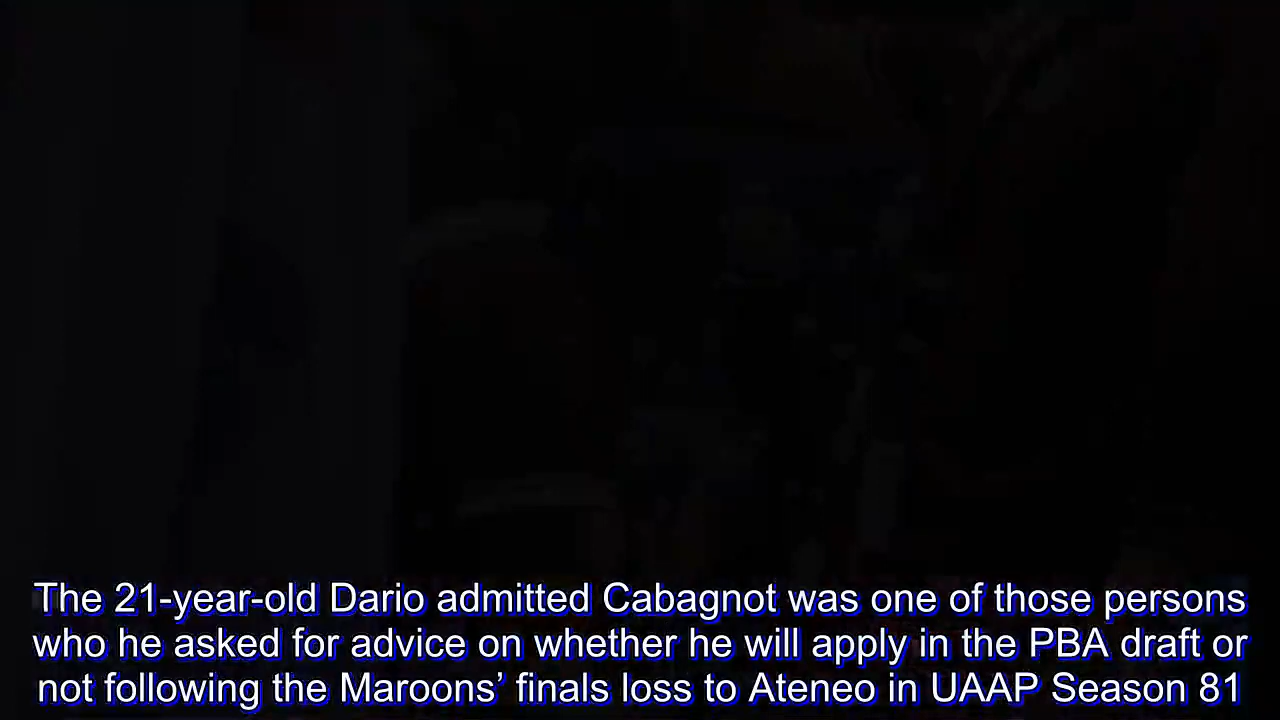 The 21-year-old Dario admitted Cabagnot was one of those persons
who he asked for advice on whether he will apply in the PBA draft or
not following the Maroons’ finals loss to Ateneo in UAAP Season 81